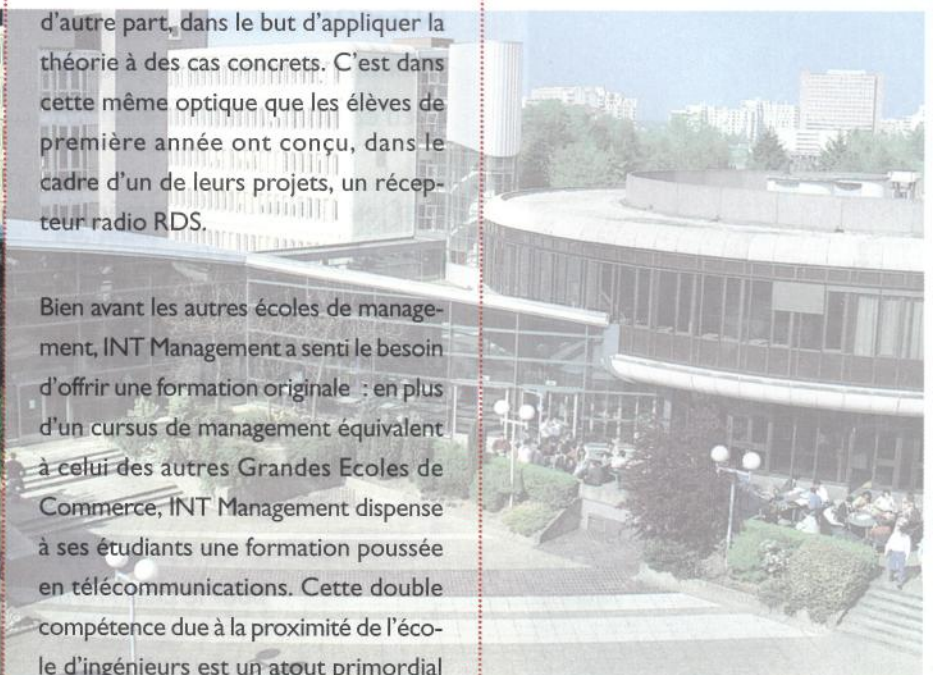 d'autre part, dans le but d'appliquer la
théorie à des cas concrets. C'est dans
cette même optique que les élèves de
première année ont conçu, dans le
cadre d'un de leurs projets, un récep-
teur radio RDS.
Bien avant les autres écoles de manage-
ment, INT Management a senti le besoin
d'offrir une formation originale : en plus
d'un cursus de management équivalent
à celui des autres Grandes Ecoles de
Commerce, INT Management dispense
à ses étudiants une formation poussée
en télécommunications. Cette double
compétence due à la proximité de l'éco-
le d'ingénieurs est un atout primordial